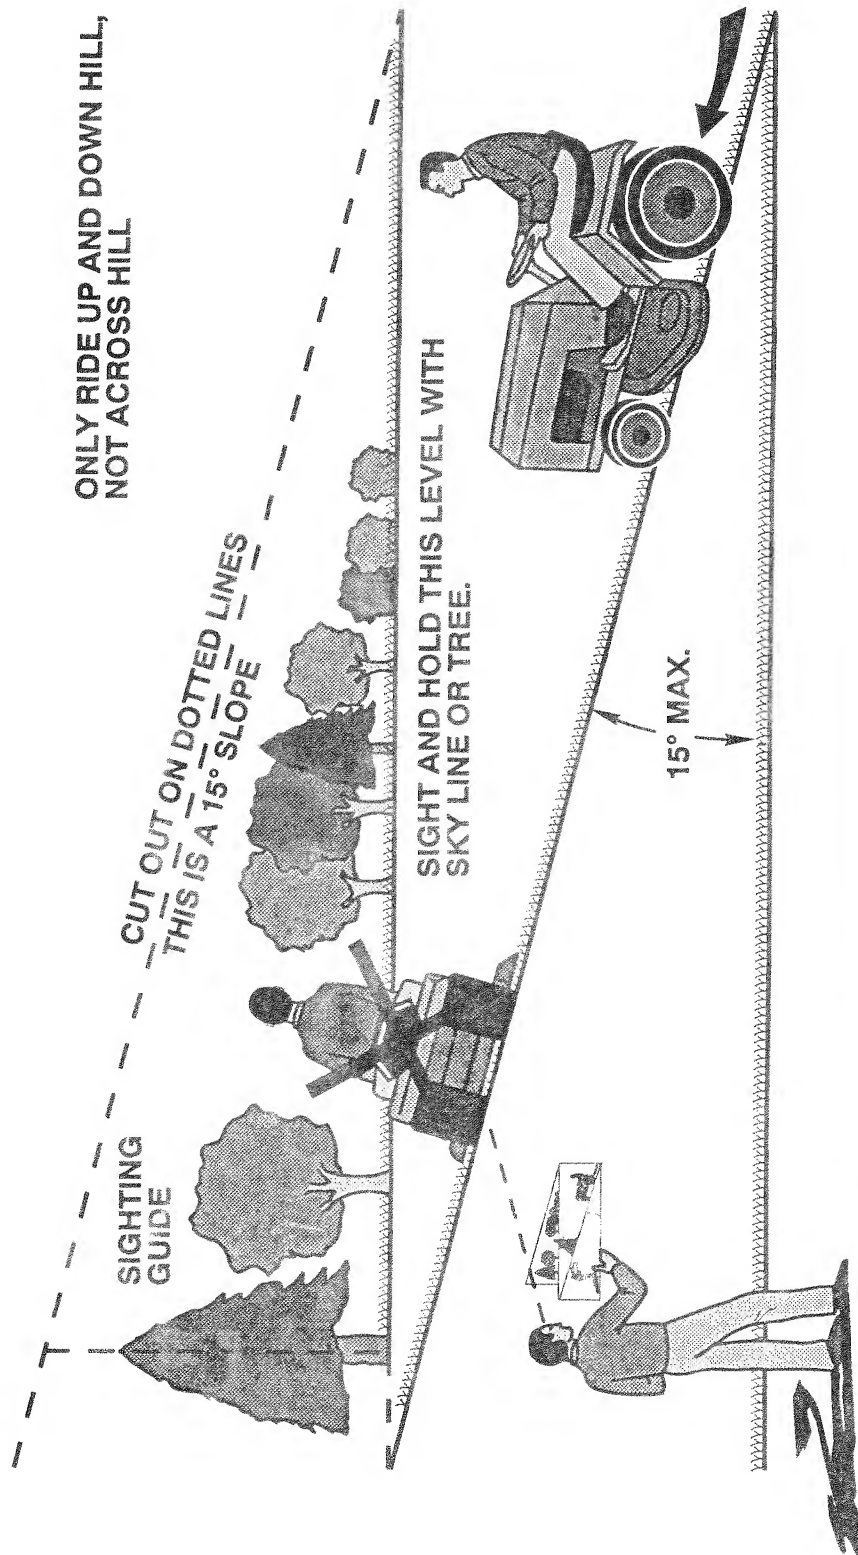 ONLY RIDE UP AND DOWN HILL,
NOT ACROSS HILL
CUT OUT ON DOTTED LINES
THIS IS A 15° SLOPE
SIGHTING
GUIDE
SIGHT AND HOLD THIS LEVEL WITH
SKY LINE OR TREE.
15° MAX.